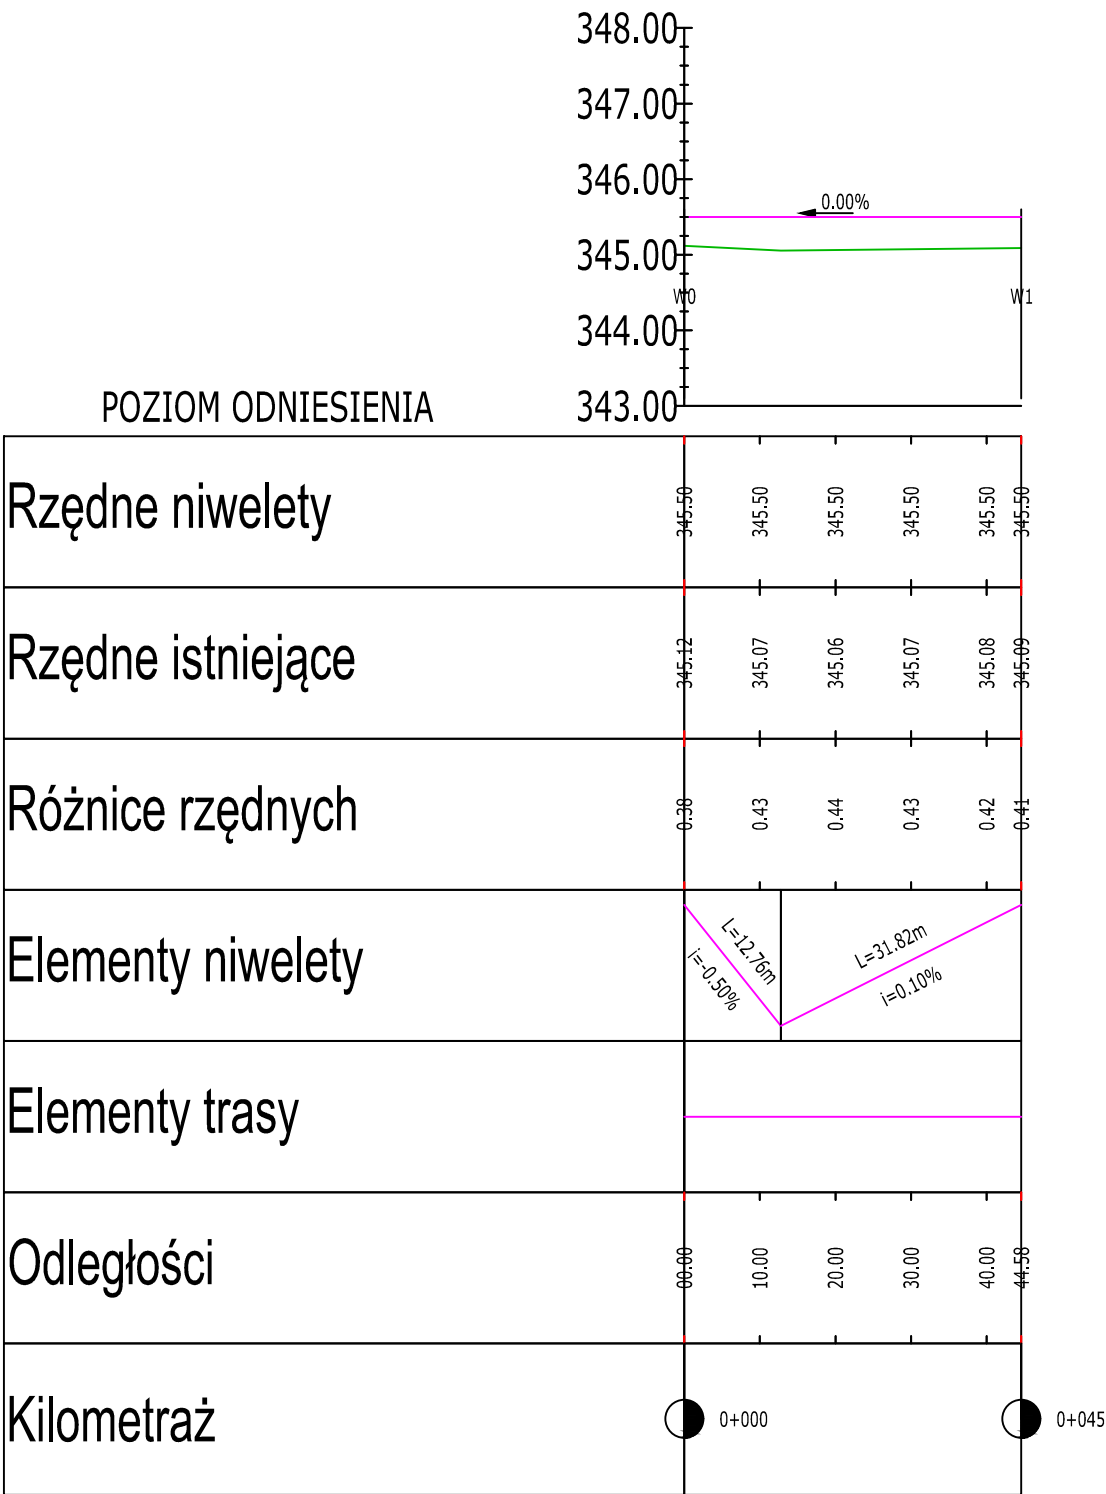 348.00
347.00
346.00
0.00%
345.00
W0 W1
344.00
POZIOM ODNIESIENIA 343.00
Rzędne niwelety 345.50 345.50 345.50 345.50 345.50 345.50
Rzędne istniejące 345.12 345.07 345.06 345.07 345.08 345.09
Różnice rzędnych 0.38 0.43 0.44 0.43 0.42 0.41
Elementy niwelety
L=12.76m
i=-0.50%
L=31.82m
i=0.10%
Elementy trasy
Odległości 00.00 10.00 20.00 30.00 40.00 44.58
Kilometraż 0+000 0+045